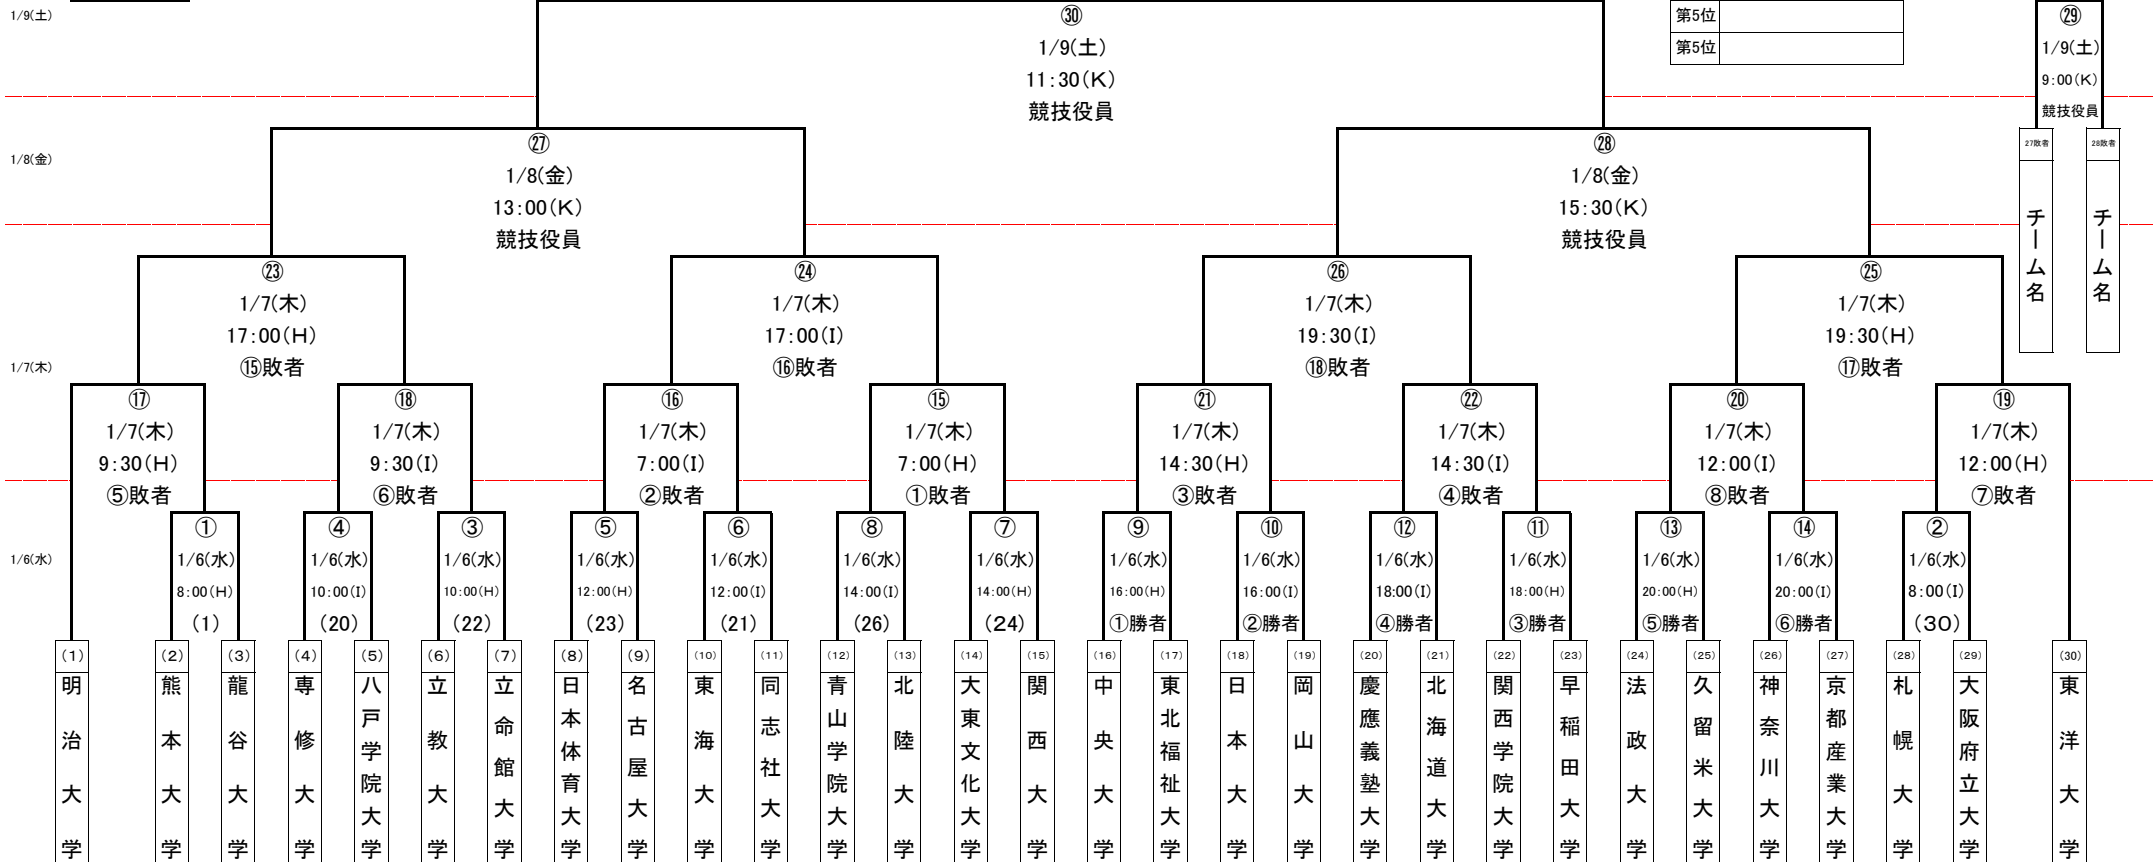 1/9(土)
㉚
1/9(土)
11:30(K)
競技役員
第5位
第5位
㉙
1/9(土)
9:00(K)
競技役員
27敗者
チーム名
28敗者
チーム名
1/8(金)
㉗
1/8(金)
13:00(K)
競技役員
㉘
1/8(金)
15:30(K)
競技役員
㉓
1/7(木)
17:00(H)
⑮敗者
㉔
1/7(木)
17:00(I)
⑯敗者
㉖
1/7(木)
19:30(I)
⑱敗者
㉕
1/7(木)
19:30(H)
⑰敗者
1/7(木)
⑰
1/7(木)
9:30(H)
⑤敗者
⑱
1/7(木)
9:30(I)
⑥敗者
⑯
1/7(木)
7:00(I)
②敗者
⑮
1/7(木)
7:00(H)
①敗者
㉑
1/7(木)
14:30(H)
③敗者
㉒
1/7(木)
14:30(I)
④敗者
⑳
1/7(木)
12:00(I)
⑧敗者
⑲
1/7(木)
12:00(H)
⑦敗者
1/6(水)
①
1/6(水)
8:00(H)
(1)
④
1/6(水)
10:00(I)
(20)
③
1/6(水)
10:00(H)
(22)
⑤
1/6(水)
12:00(H)
(23)
⑥
1/6(水)
12:00(I)
(21)
⑧
1/6(水)
14:00(I)
(26)
⑦
1/6(水)
14:00(H)
(24)
⑨
1/6(水)
16:00(H)
①勝者
⑩
1/6(水)
16:00(I)
②勝者
⑫
1/6(水)
18:00(I)
④勝者
⑪
1/6(水)
18:00(H)
③勝者
⑬
1/6(水)
20:00(H)
⑤勝者
⑭
1/6(水)
20:00(I)
⑥勝者
②
1/6(水)
8:00(I)
(30)
(1)
明治大学
(2)
熊本大学
(3)
龍谷大学
(4)
専修大学
(5)
八戸学院大学
(6)
立教大学
(7)
立命館大学
(8)
日本体育大学
(9)
名古屋大学
(10)
東海大学
(11)
同志社大学
(12)
青山学院大学
(13)
北陸大学
(14)
大東文化大学
(15)
関西大学
(16)
中央大学
(17)
東北福祉大学
(18)
日本大学
(19)
岡山大学
(20)
慶應義塾大学
(21)
北海道大学
(22)
関西学院大学
(23)
早稲田大学
(24)
法政大学
(25)
久留米大学
(26)
神奈川大学
(27)
京都産業大学
(28)
札幌大学
(29)
大阪府立大学
(30)
東洋大学